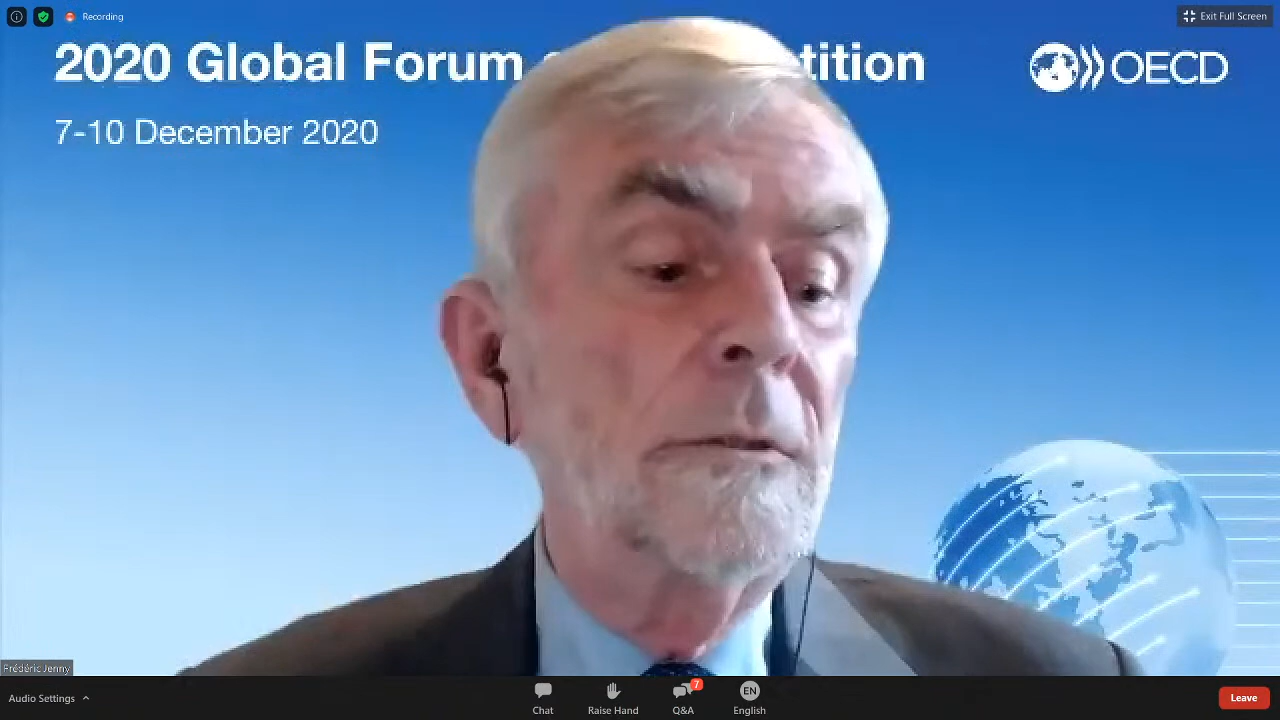 Recording
Exit Full Screen
2020 Global Forum tition
OECD
7-10 December 2020
Frédéric Jenny
Audio Settings
Chat
Raise Hand
7
Q&A
EN
English
Leave